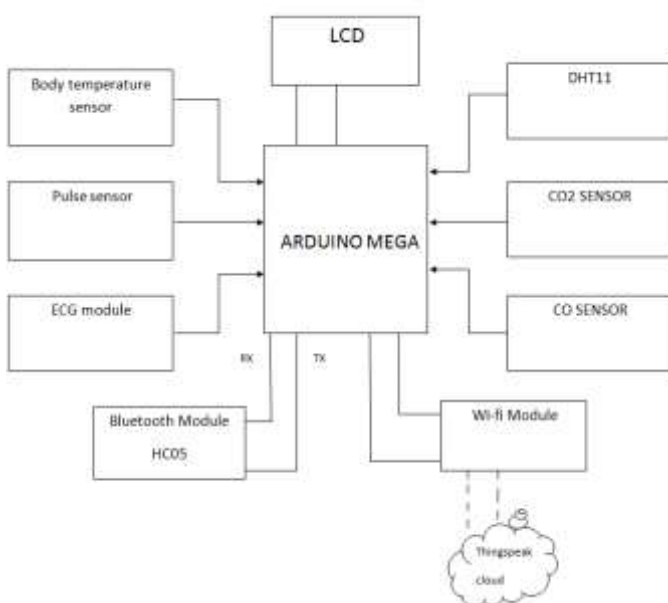 LCD
Body temperature
sensor
DHT11
Pulse sensor
ARDUINO MEGA
CO2 SENSOR
ECG module
CO SENSOR
RX
TX
Bluetooth Module
HC05
Wi-fi Module
Thingspeak
cloud